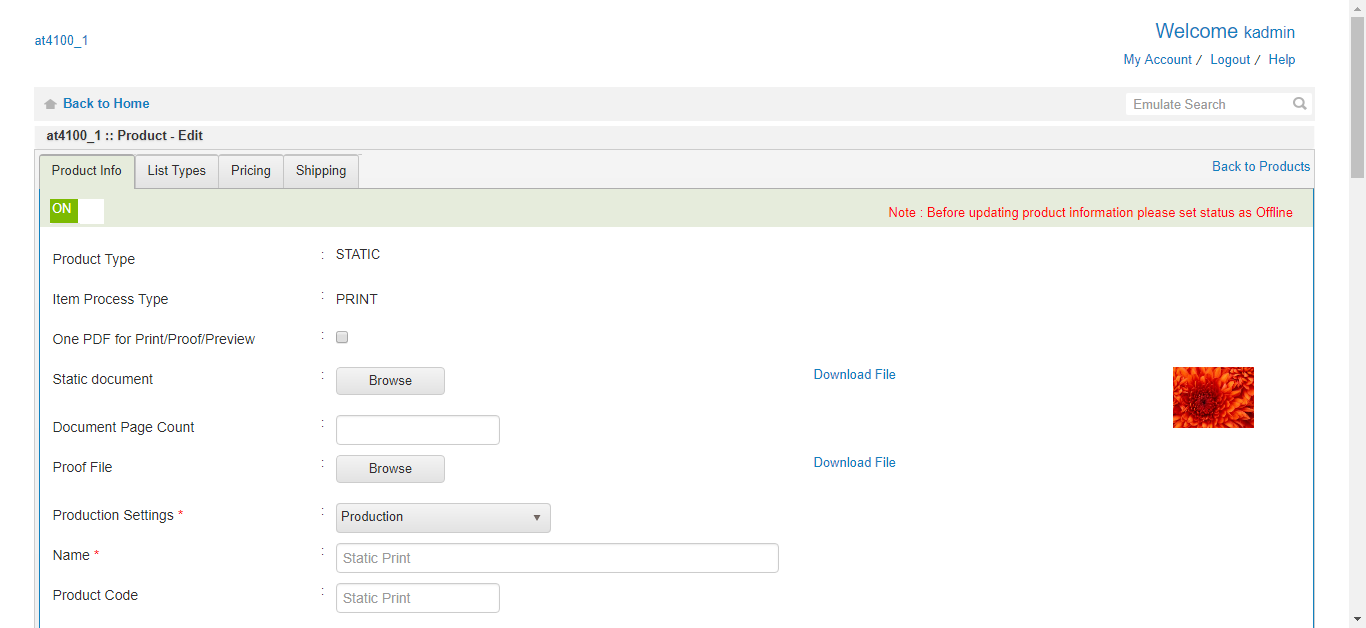 at4100_1
Welcome kadmin
My Account / Logout / Help
Back to Home
Emulate Search
at4100_1 :: Product - Edit
Product Info List Types Pricing Shipping Back to Products
ON
Note : Before updating product information please set status as Offline
Product Type : STATIC
Item Process Type : PRINT
One PDF for Print/Proof/Preview :
Static document : Browse Download File
Document Page Count :
Proof File : Browse Download File
Production Settings * : Production
Name * : Static Print
Product Code : Static Print